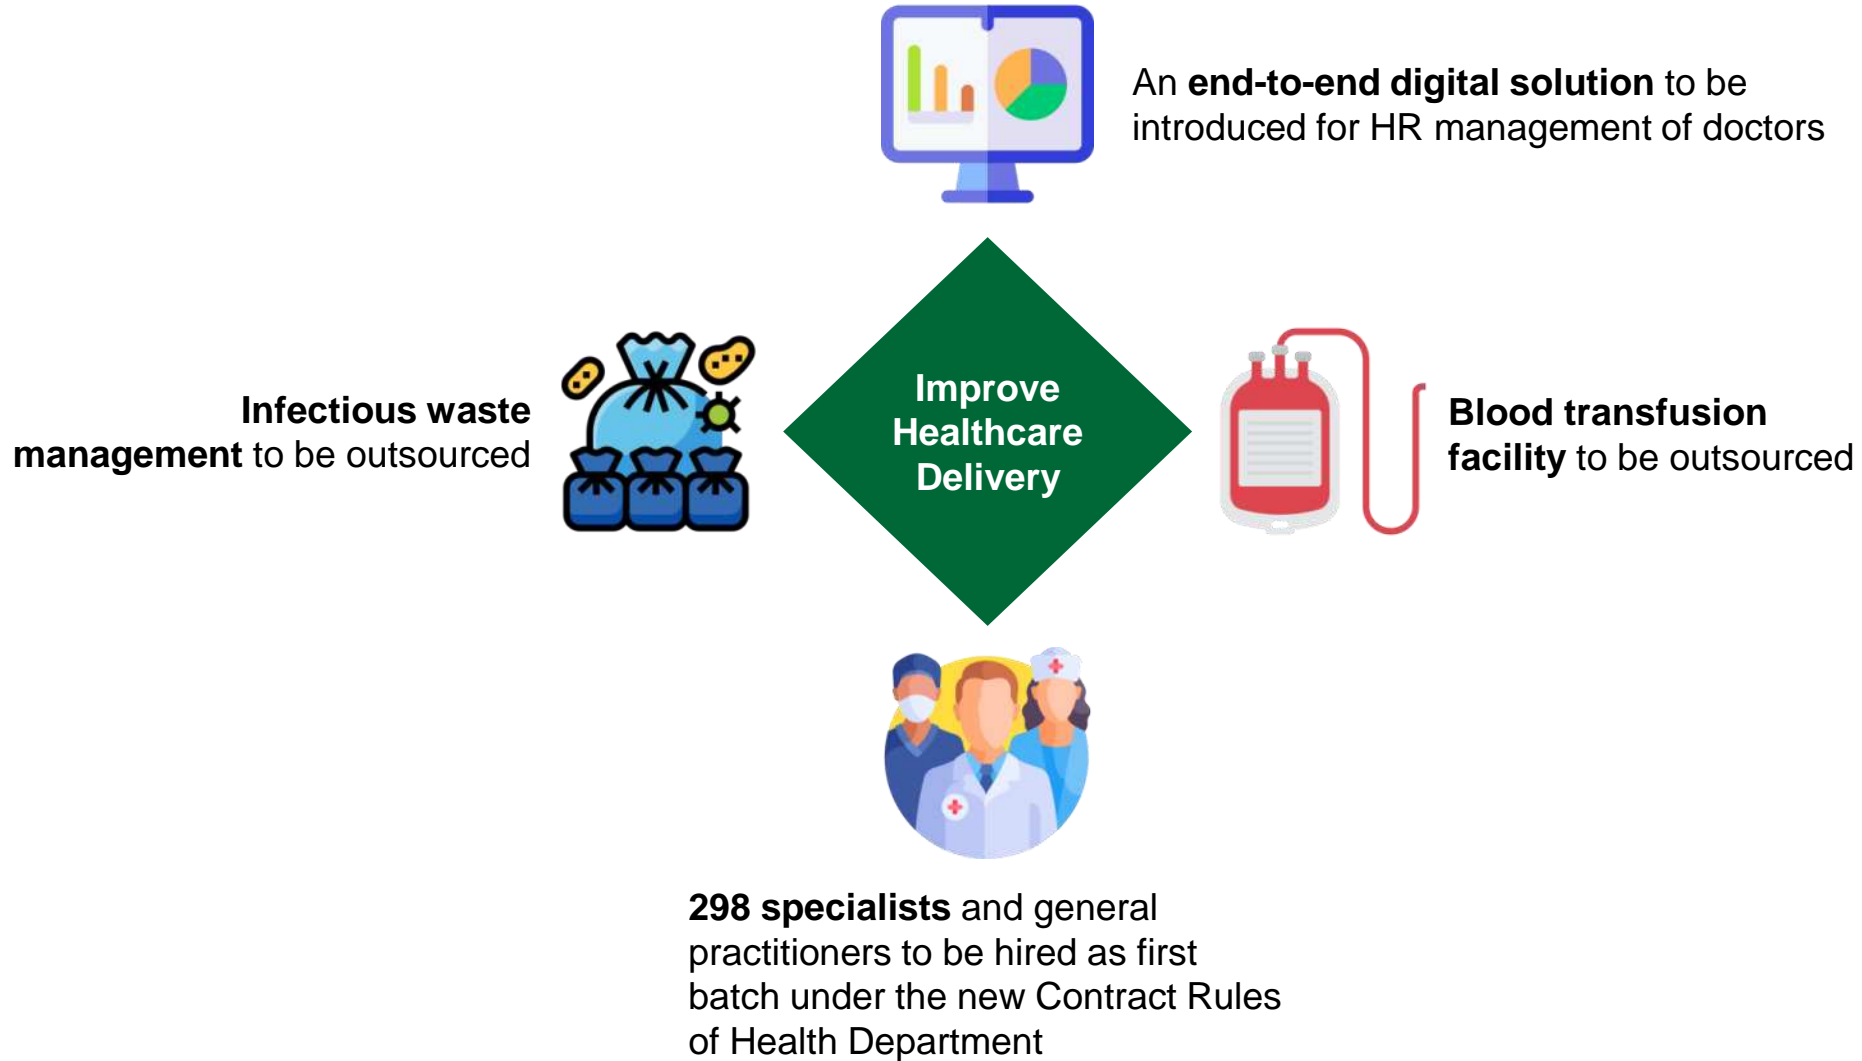 An end-to-end digital solution to be
introduced for HR management of doctors
Infectious waste
management to be outsourced
Improve
Healthcare
Delivery
Blood transfusion
facility to be outsourced
298 specialists and general
practitioners to be hired as first
batch under the new Contract Rules
of Health Department